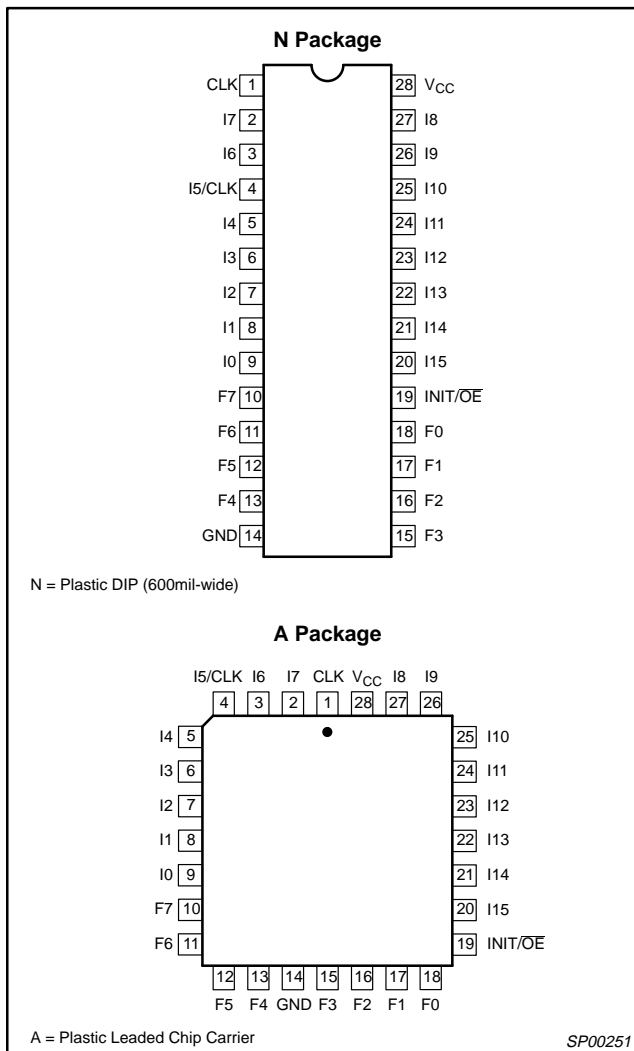 N Package
CLK 1 28 VCC
I7 2 27 I8
I6 3 26 I9
I5/CLK 4 25 I10
I4 5 24 I11
I3 6 23 I12
I2 7 22 I13
I1 8 21 I14
I0 9 20 I15
F7 10 19 INIT/O̅E̅
F6 11 18 F0
F5 12 17 F1
F4 13 16 F2
GND 14 15 F3
N = Plastic DIP (600mil-wide)
A Package
I5/CLK I6 I7 CLK VCC I8 I9
4 3 2 1 28 27 26
I4 5 25 I10
I3 6 24 I11
I2 7 23 I12
I1 8 22 I13
I0 9 21 I14
F7 10 20 I15
F6 11 19 INIT/O̅E̅
12 13 14 15 16 17 18
F5 F4 GND F3 F2 F1 F0
A = Plastic Leaded Chip Carrier
SP00251